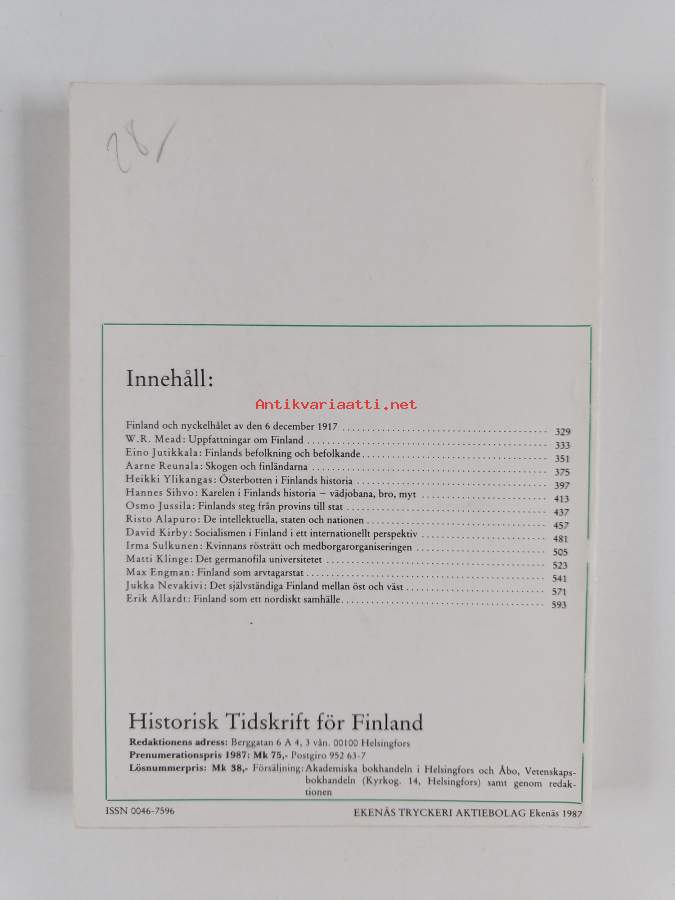 28/
Innehåll:
Antikvariaatti.net
Finland och nyckelhålet av den 6 december 1917 ........ 329
W.R. Mead: Uppfattningar om Finland ........ 333
Eino Jutikkala: Finlands befolkning och befolkande ........ 351
Aarne Reunala: Skogen och finländarna ........ 375
Heikki Ylikangas: Österbotten i Finlands historia ........ 397
Hannes Sihvo: Karelen i Finlands historia – vädjobana, bro, myt ........ 413
Osmo Jussila: Finlands steg från provins till stat ........ 437
Risto Alapuro: De intellektuella, staten och nationen ........ 457
David Kirby: Socialismen i Finland i ett internationellt perspektiv ........ 481
Irma Sulkunen: Kvinnans rösträtt och medborgarorganiseringen ........ 505
Matti Klinge: Det germanofila universitetet ........ 523
Max Engman: Finland som arvtagarstat ........ 541
Jukka Nevakivi: Det självständiga Finland mellan öst och väst ........ 571
Erik Allardt: Finland som ett nordiskt samhälle ........ 593
Historisk Tidskrift för Finland
Redaktionens adress: Berggatan 6 A 4, 3 vån. 00100 Helsingfors
Prenumerationspris 1987: Mk 75,- Postgiro 952 63-7
Lösnummerpris: Mk 38,- Försäljning: Akademiska bokhandeln i Helsingfors och Åbo, Vetenskaps-
bokhandeln (Kyrkog. 14, Helsingfors) samt genom redak-
tionen
ISSN 0046-7596 EKENÄS TRYCKERI AKTIEBOLAG Ekenäs 1987